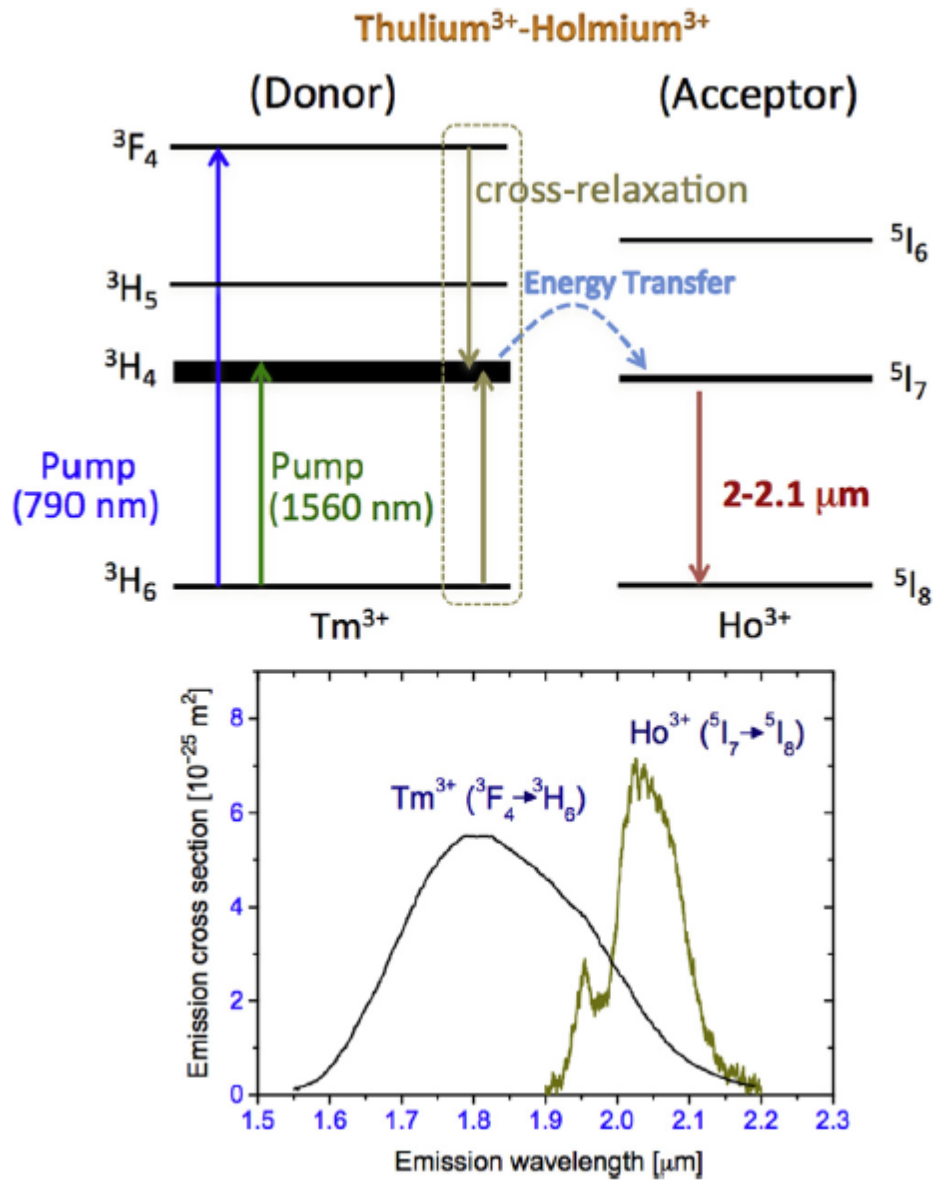 Thulium³⁺-Holmium³⁺
(Donor)
(Acceptor)
³F₄
cross-relaxation
⁵I₆
³H₅
Energy Transfer
³H₄
⁵I₇
Pump
(790 nm)
Pump
(1560 nm)
2-2.1 μm
³H₆
⁵I₈
Tm³⁺
Ho³⁺
Emission cross section [10⁻²⁵ m²]
8
6
4
2
0
Ho³⁺ (⁵I₇→⁵I₈)
Tm³⁺ (³F₄→³H₆)
1.5 1.6 1.7 1.8 1.9 2.0 2.1 2.2 2.3
Emission wavelength [μm]